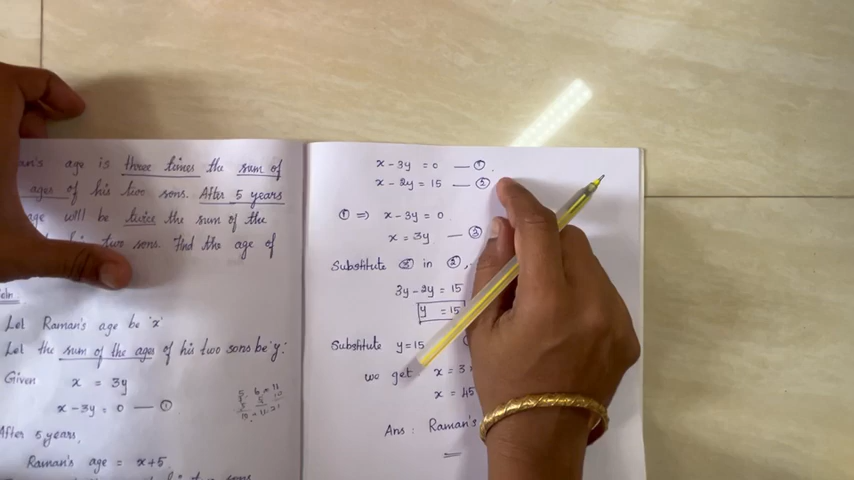 age is three times the sum of
ages of his two sons. After 5 years
age will be twice the sum of the
his two sons. Find the age of
Soln.
Let Raman's age be 'x'
Let the sum of the ages of his two sons be 'y'.
Given x = 3y
x - 3y = 0 — ①
After 5 years,
Raman's age = x+5.
x - 3y = 0 — ①.
x - 2y = 15 — ②
① ⇒ x - 3y = 0.
x = 3y — ③
Substitute ③ in ②,
3y - 2y = 15
y = 15
Substitute y = 15
we get x = 3
x = 45
Ans : Raman's